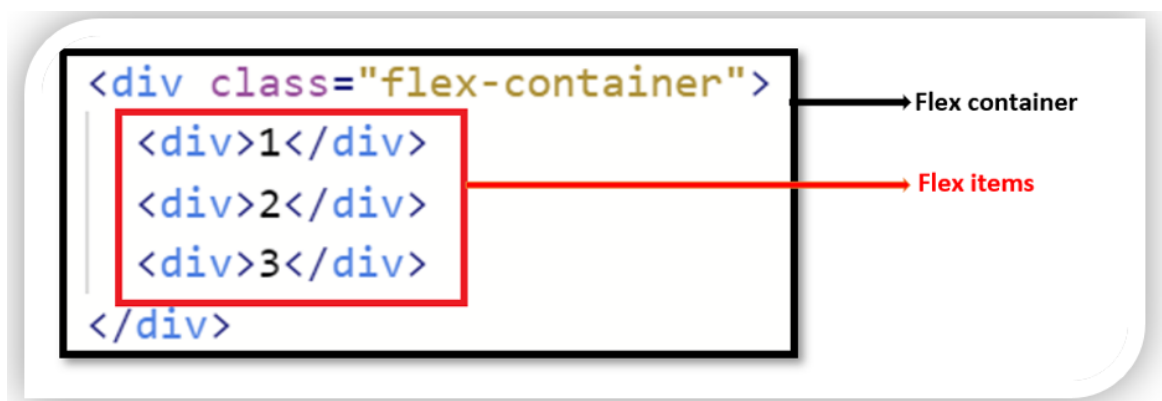 <div class="flex-container">
<div>1</div>
<div>2</div>
<div>3</div>
</div>
Flex container
Flex items